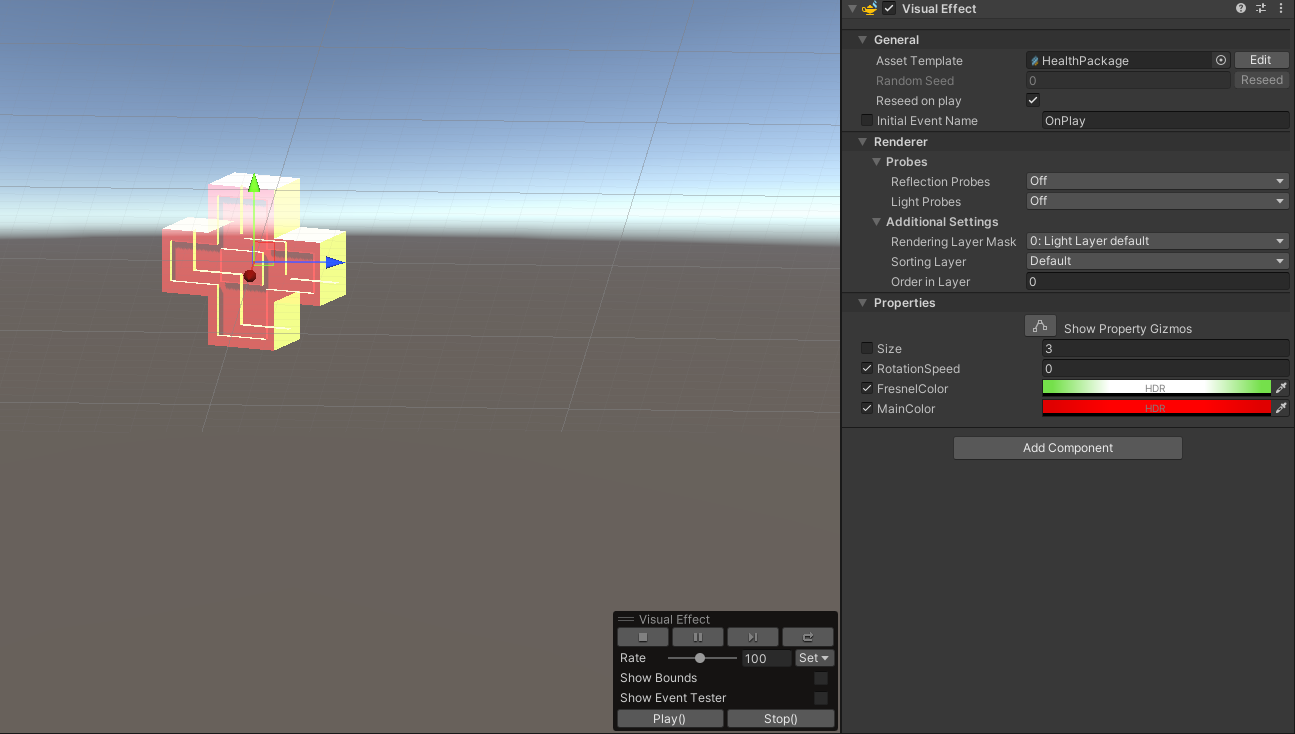 Visual Effect
General
Asset Template HealthPackage Edit
Random Seed 0 Reseed
Reseed on play
Initial Event Name OnPlay
Renderer
Probes
Reflection Probes Off
Light Probes Off
Additional Settings
Rendering Layer Mask 0: Light Layer default
Sorting Layer Default
Order in Layer 0
Properties
Show Property Gizmos
Size 3
RotationSpeed 0
FresnelColor HDR
MainColor HDR
Add Component
Visual Effect
Rate 100 Set
Show Bounds
Show Event Tester
Play() Stop()